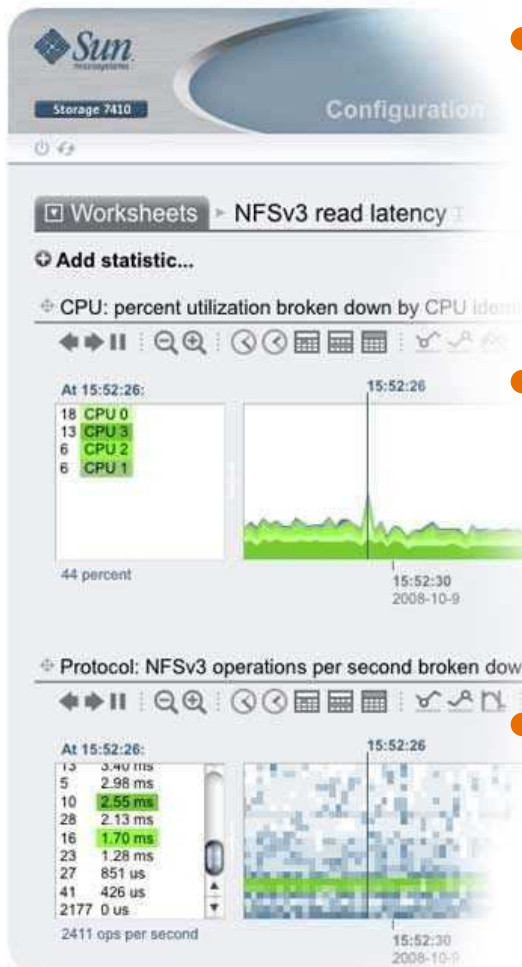 Sun
microsystems
Storage 7410
Configuration
Worksheets
NFSv3 read latency
Add statistic...
CPU: percent utilization broken down by CPU
At 15:52:26:
15:52:26
18 CPU 0
13 CPU 3
6 CPU 2
6 CPU 1
44 percent
15:52:30
2008-10-9
Protocol: NFSv3 operations per second broken dow
At 15:52:26:
15:52:26
13 3.40 ms
5 2.98 ms
10 2.55 ms
28 2.13 ms
16 1.70 ms
23 1.28 ms
27 851 us
41 426 us
2177 0 us
2411 ops per second
15:52:30
2008-10-9